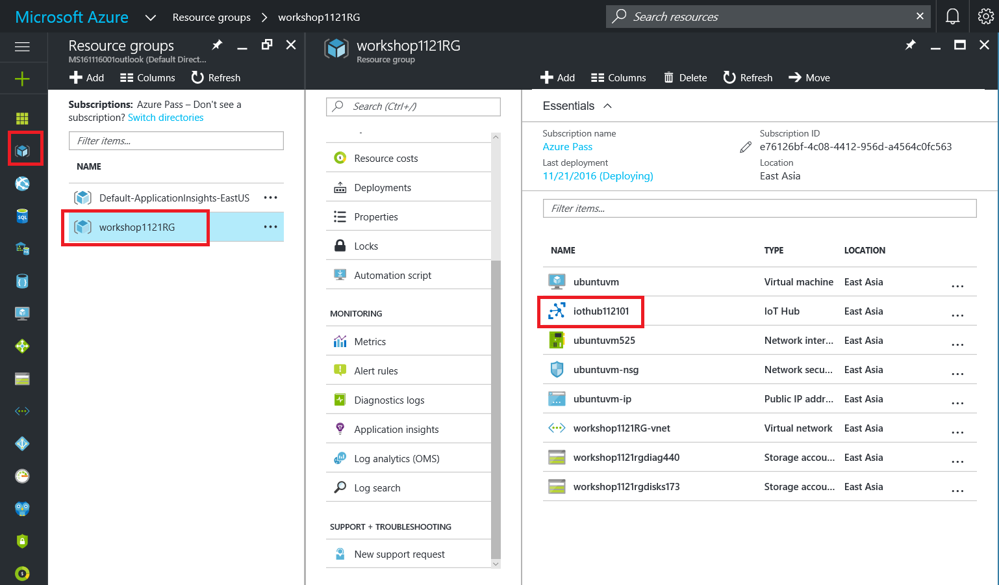 Microsoft Azure
Resource groups
workshop1121RG
Search resources
Resource groups
MS161116001outlook (Default Direct...
Add
Columns
Refresh
Subscriptions: Azure Pass – Don't see a
subscription? Switch directories
Filter items...
NAME
Default-ApplicationInsights-EastUS
workshop1121RG
SQL
workshop1121RG
Resource group
Search (Ctrl+/)
Resource costs
Deployments
Properties
Locks
Automation script
MONITORING
Metrics
Alert rules
Diagnostics logs
Application insights
Log analytics (OMS)
Log search
SUPPORT + TROUBLESHOOTING
New support request
Add
Columns
Delete
Refresh
Move
Essentials
Subscription name
Azure Pass
Last deployment
11/21/2016 (Deploying)
Subscription ID
e76126bf-4c08-4412-956d-a4564c0fc563
Location
East Asia
Filter items...
NAME TYPE LOCATION
ubuntuvm Virtual machine East Asia ...
iothub112101 IoT Hub East Asia ...
ubuntuvm525 Network inter... East Asia ...
ubuntuvm-nsg Network secu... East Asia ...
ubuntuvm-ip Public IP addr... East Asia ...
workshop1121RG-vnet Virtual network East Asia ...
workshop1121rgdiag440 Storage accou... East Asia ...
workshop1121rgdisks173 Storage accou... East Asia ...